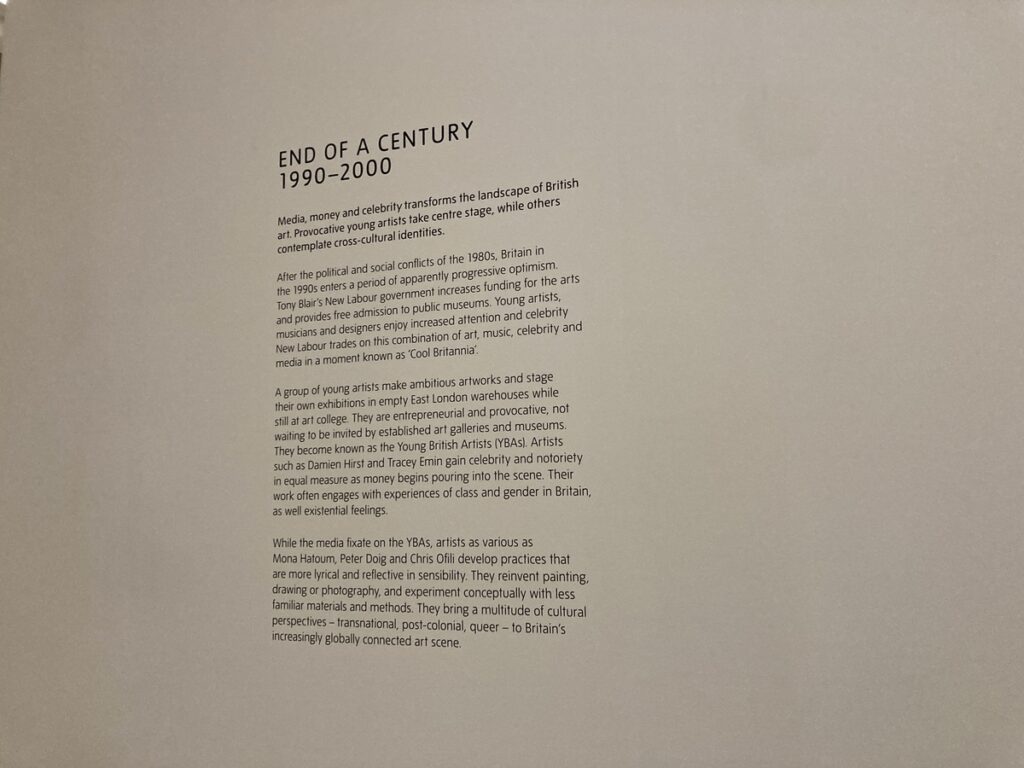 END OF A CENTURY
1990–2000
Media, money and celebrity transforms the landscape of British
art. Provocative young artists take centre stage, while others
contemplate cross-cultural identities.
After the political and social conflicts of the 1980s, Britain in
the 1990s enters a period of apparently progressive optimism.
Tony Blair's New Labour government increases funding for the arts
and provides free admission to public museums. Young artists,
musicians and designers enjoy increased attention and celebrity
New Labour trades on this combination of art, music, celebrity and
media in a moment known as 'Cool Britannia'.
A group of young artists make ambitious artworks and stage
their own exhibitions in empty East London warehouses while
still at art college. They are entrepreneurial and provocative, not
waiting to be invited by established art galleries and museums.
They become known as the Young British Artists (YBAs). Artists
such as Damien Hirst and Tracey Emin gain celebrity and notoriety
in equal measure as money begins pouring into the scene. Their
work often engages with experiences of class and gender in Britain,
as well existential feelings.
While the media fixate on the YBAs, artists as various as
Mona Hatoum, Peter Doig and Chris Ofili develop practices that
are more lyrical and reflective in sensibility. They reinvent painting,
drawing or photography, and experiment conceptually with less
familiar materials and methods. They bring a multitude of cultural
perspectives – transnational, post-colonial, queer – to Britain's
increasingly globally connected art scene.